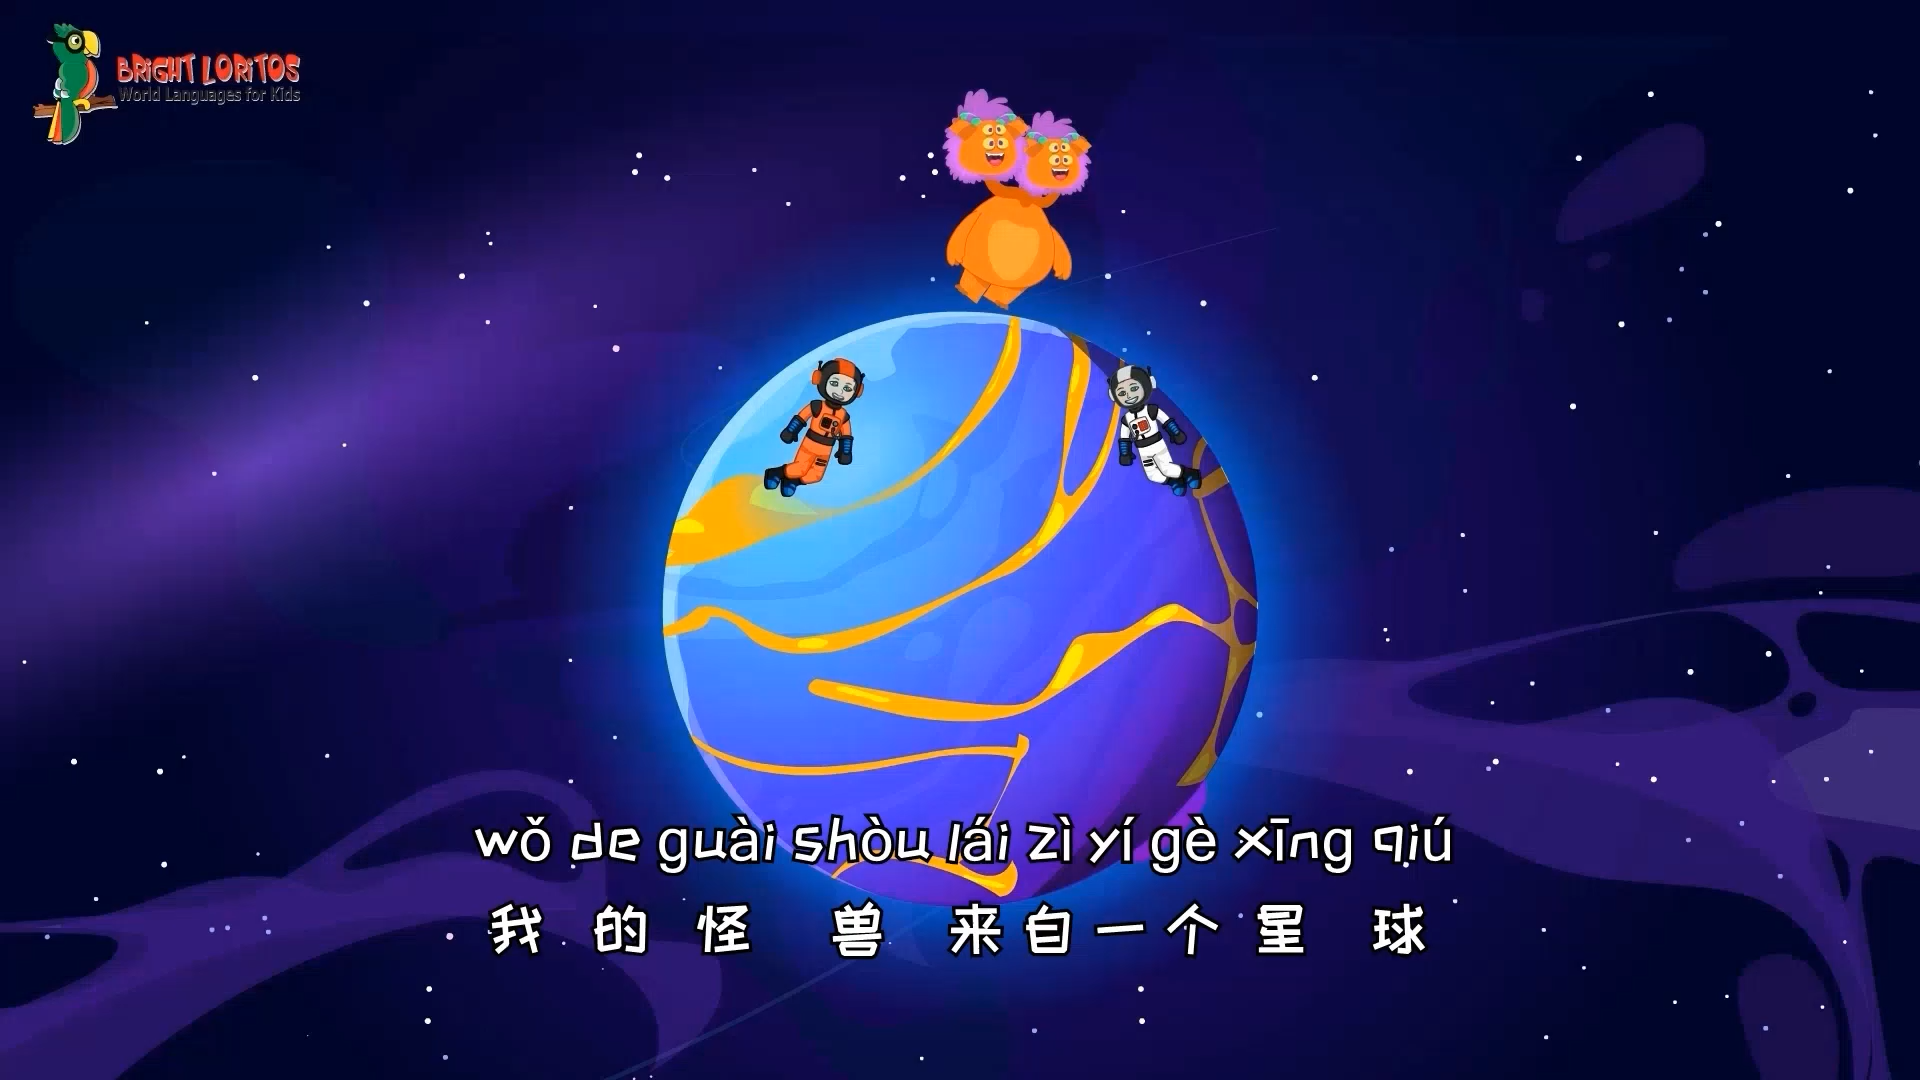 BRIGHT LORITOS
World Languages for Kids
wǒ de guài shòu lái zì yí gè xīng qiú
我的怪兽来自一个星球